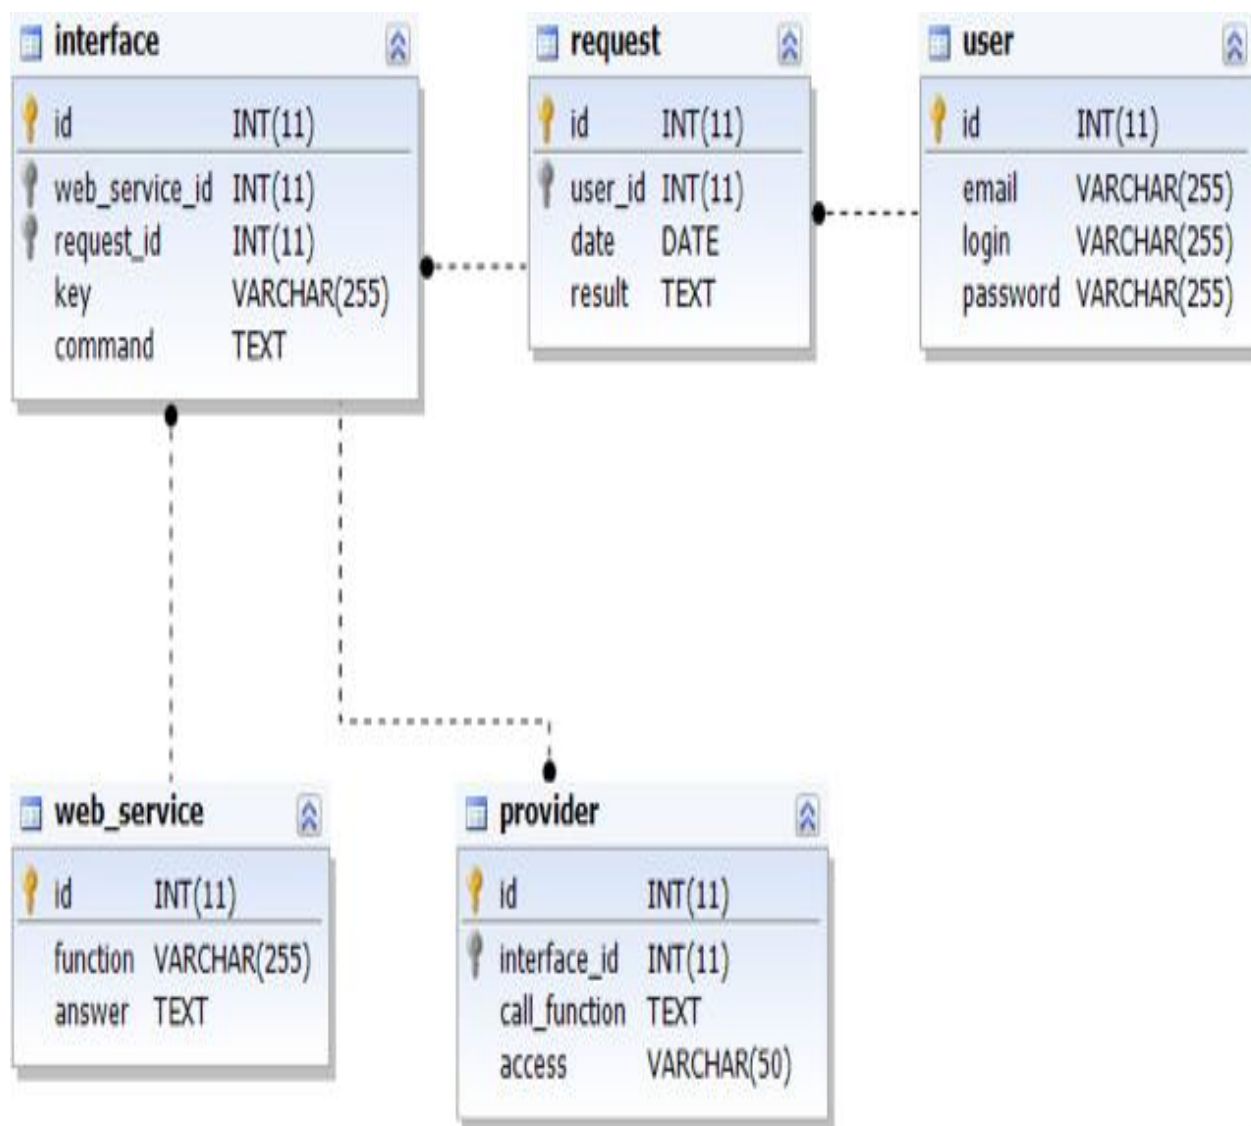 interface
id INT(11)
web_service_id INT(11)
request_id INT(11)
key VARCHAR(255)
command TEXT
request
id INT(11)
user_id INT(11)
date DATE
result TEXT
user
id INT(11)
email VARCHAR(255)
login VARCHAR(255)
password VARCHAR(255)
web_service
id INT(11)
function VARCHAR(255)
answer TEXT
provider
id INT(11)
interface_id INT(11)
call_function TEXT
access VARCHAR(50)